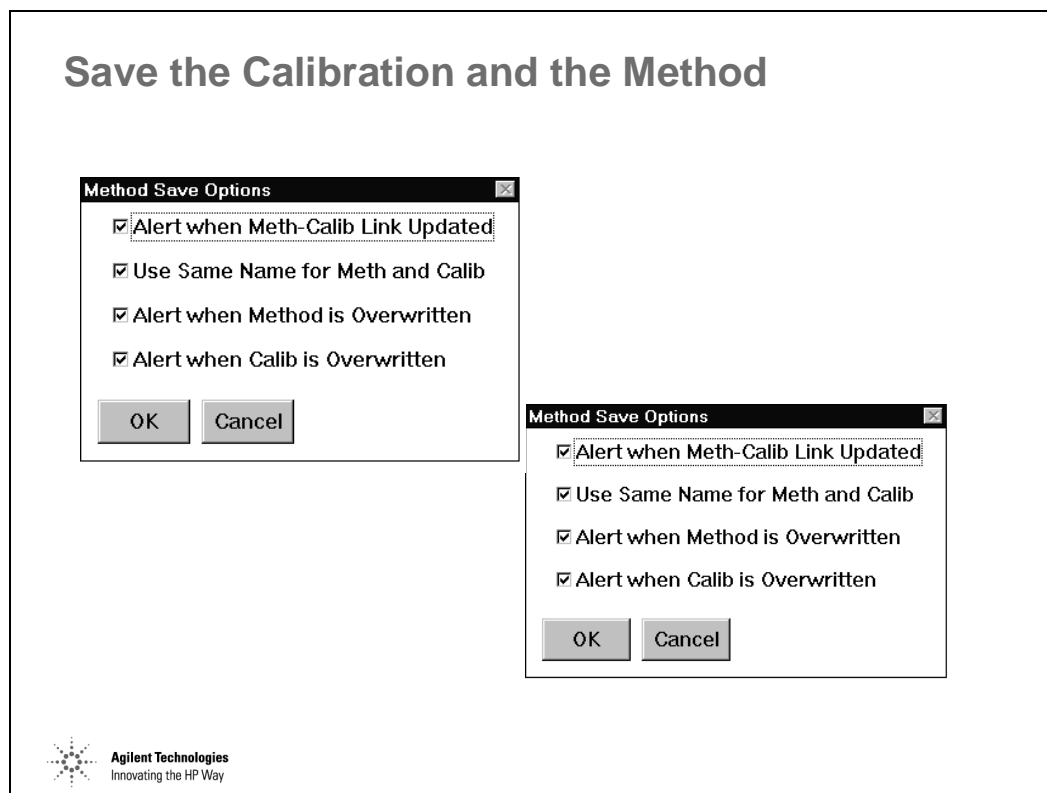 Save the Calibration and the Method
Method Save Options
Alert when Meth-Calib Link Updated
Use Same Name for Meth and Calib
Alert when Method is Overwritten
Alert when Calib is Overwritten
OK Cancel
Method Save Options
Alert when Meth-Calib Link Updated
Use Same Name for Meth and Calib
Alert when Method is Overwritten
Alert when Calib is Overwritten
OK Cancel
Agilent Technologies
Innovating the HP Way